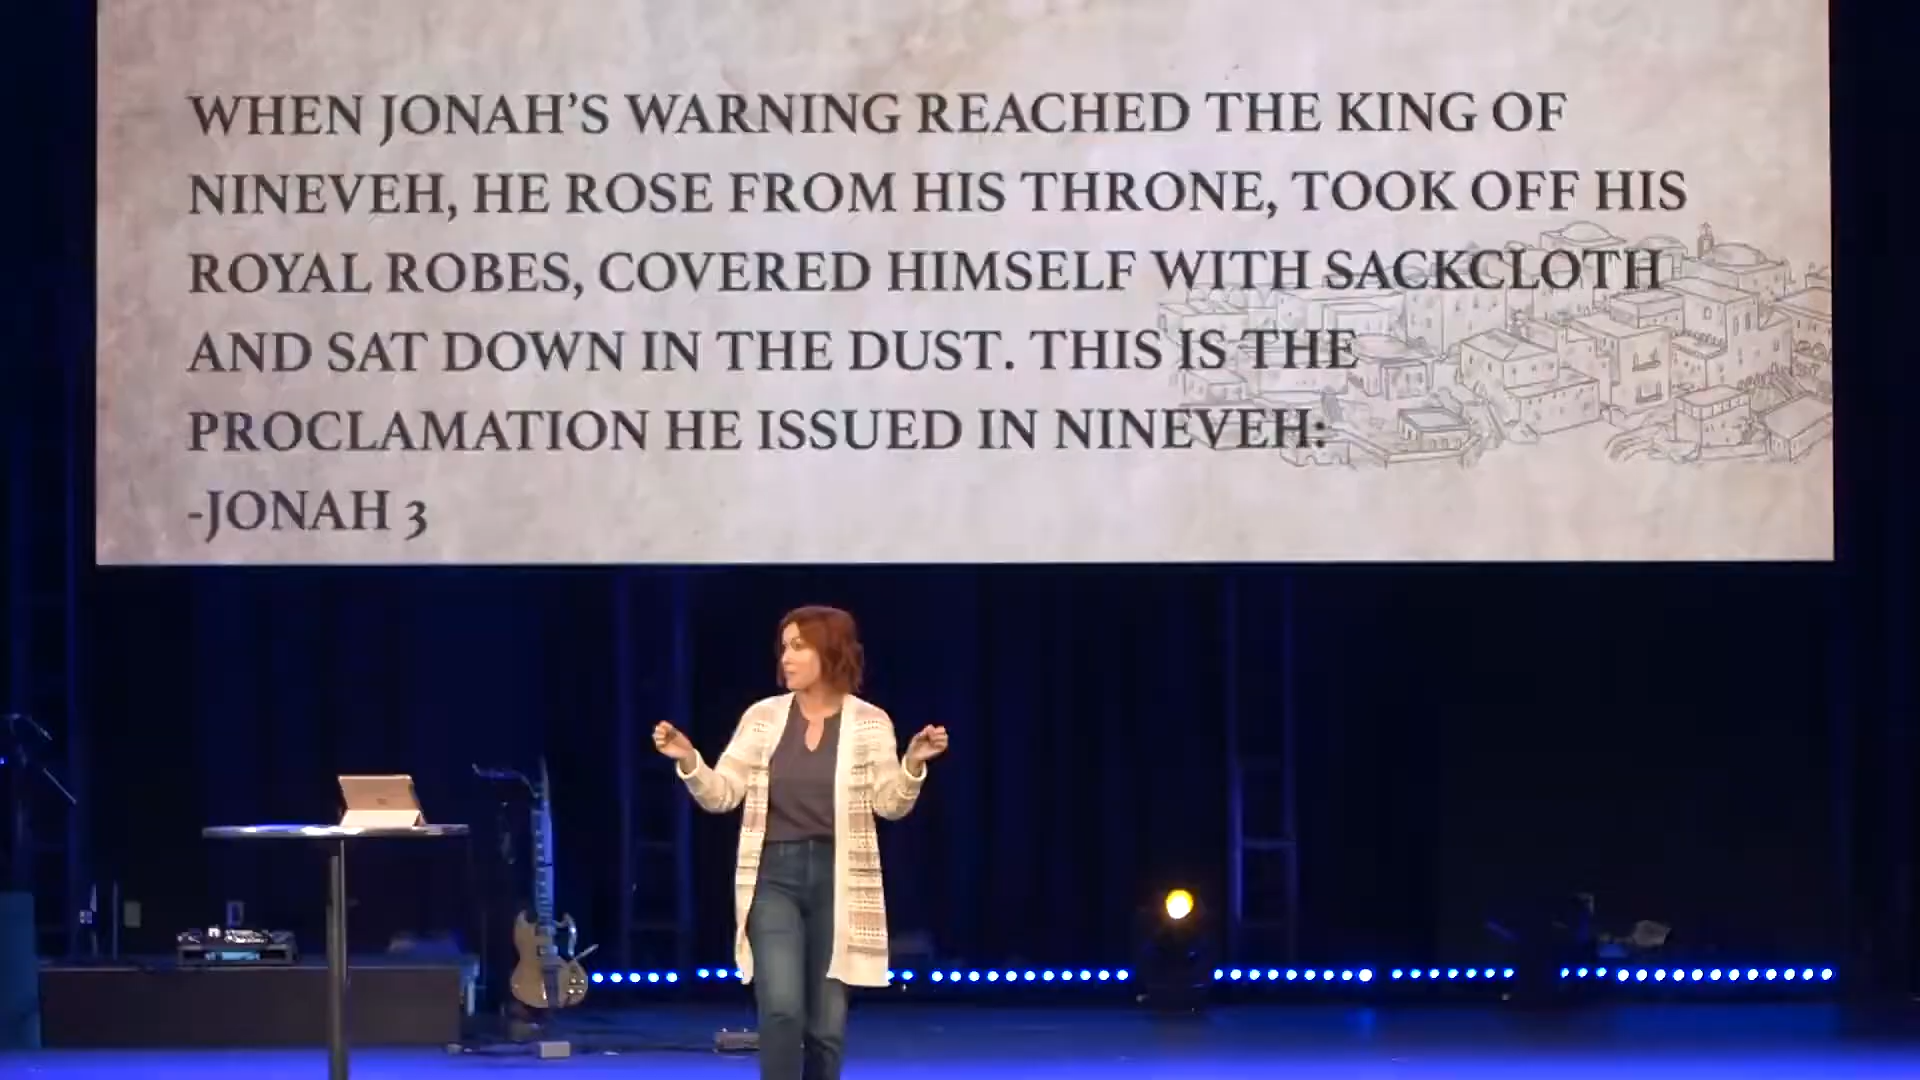 WHEN JONAH'S WARNING REACHED THE KING OF
NINEVEH, HE ROSE FROM HIS THRONE, TOOK OFF HIS
ROYAL ROBES, COVERED HIMSELF WITH SACKCLOTH
AND SAT DOWN IN THE DUST. THIS IS THE
PROCLAMATION HE ISSUED IN NINEVEH:
-JONAH 3